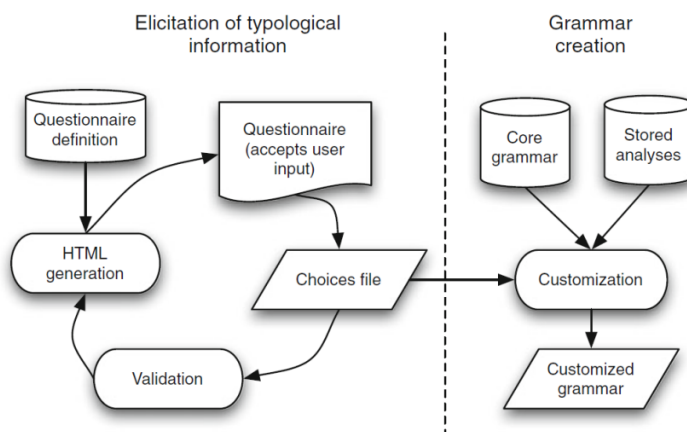 Elicitation of typological
information
Grammar
creation
Questionnaire
definition
Questionnaire
(accepts user
input)
Core
grammar
Stored
analyses
HTML
generation
Choices file
Customization
Validation
Customized
grammar